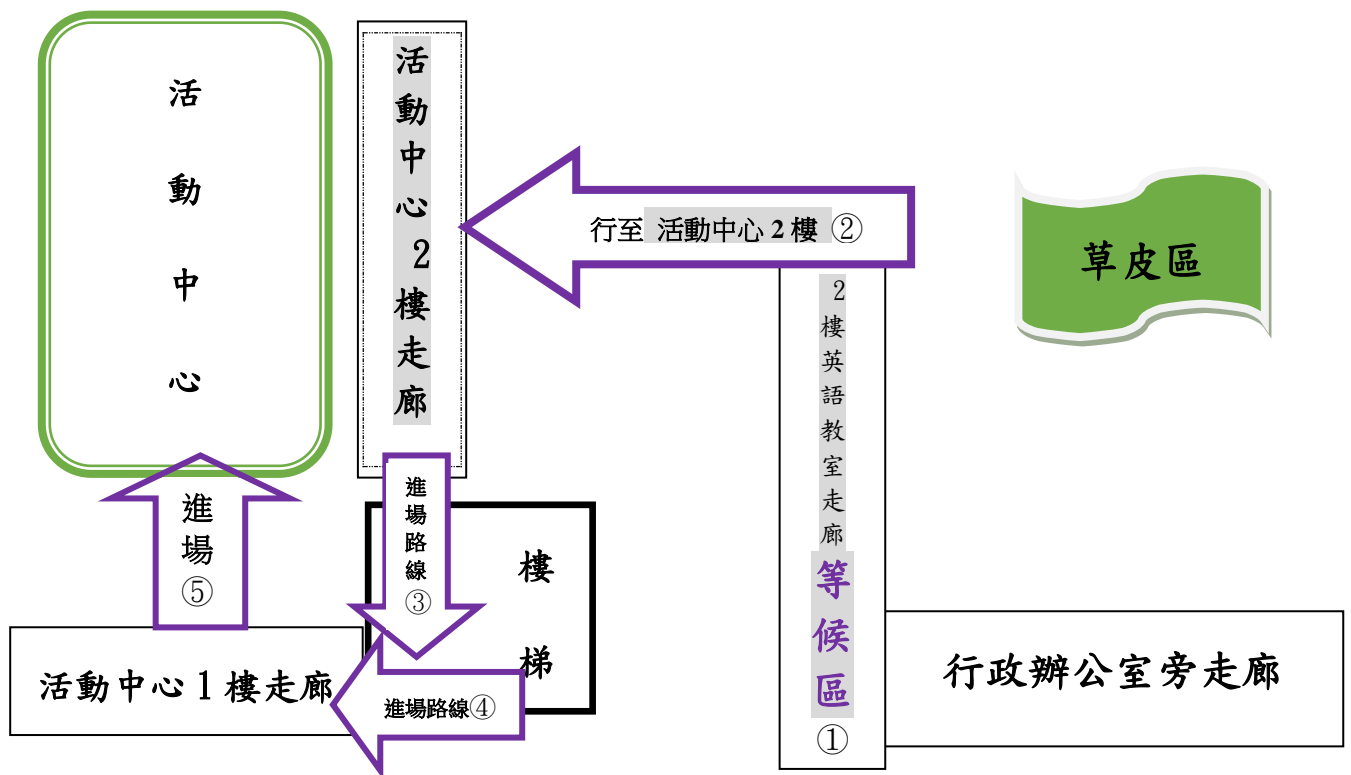 活動中心
活動中心2樓走廊
行至 活動中心2樓 ②
草皮區
2樓英語教室走廊等候區①
進場路線③
樓梯
進場⑤
活動中心1樓走廊
進場路線④
行政辦公室旁走廊